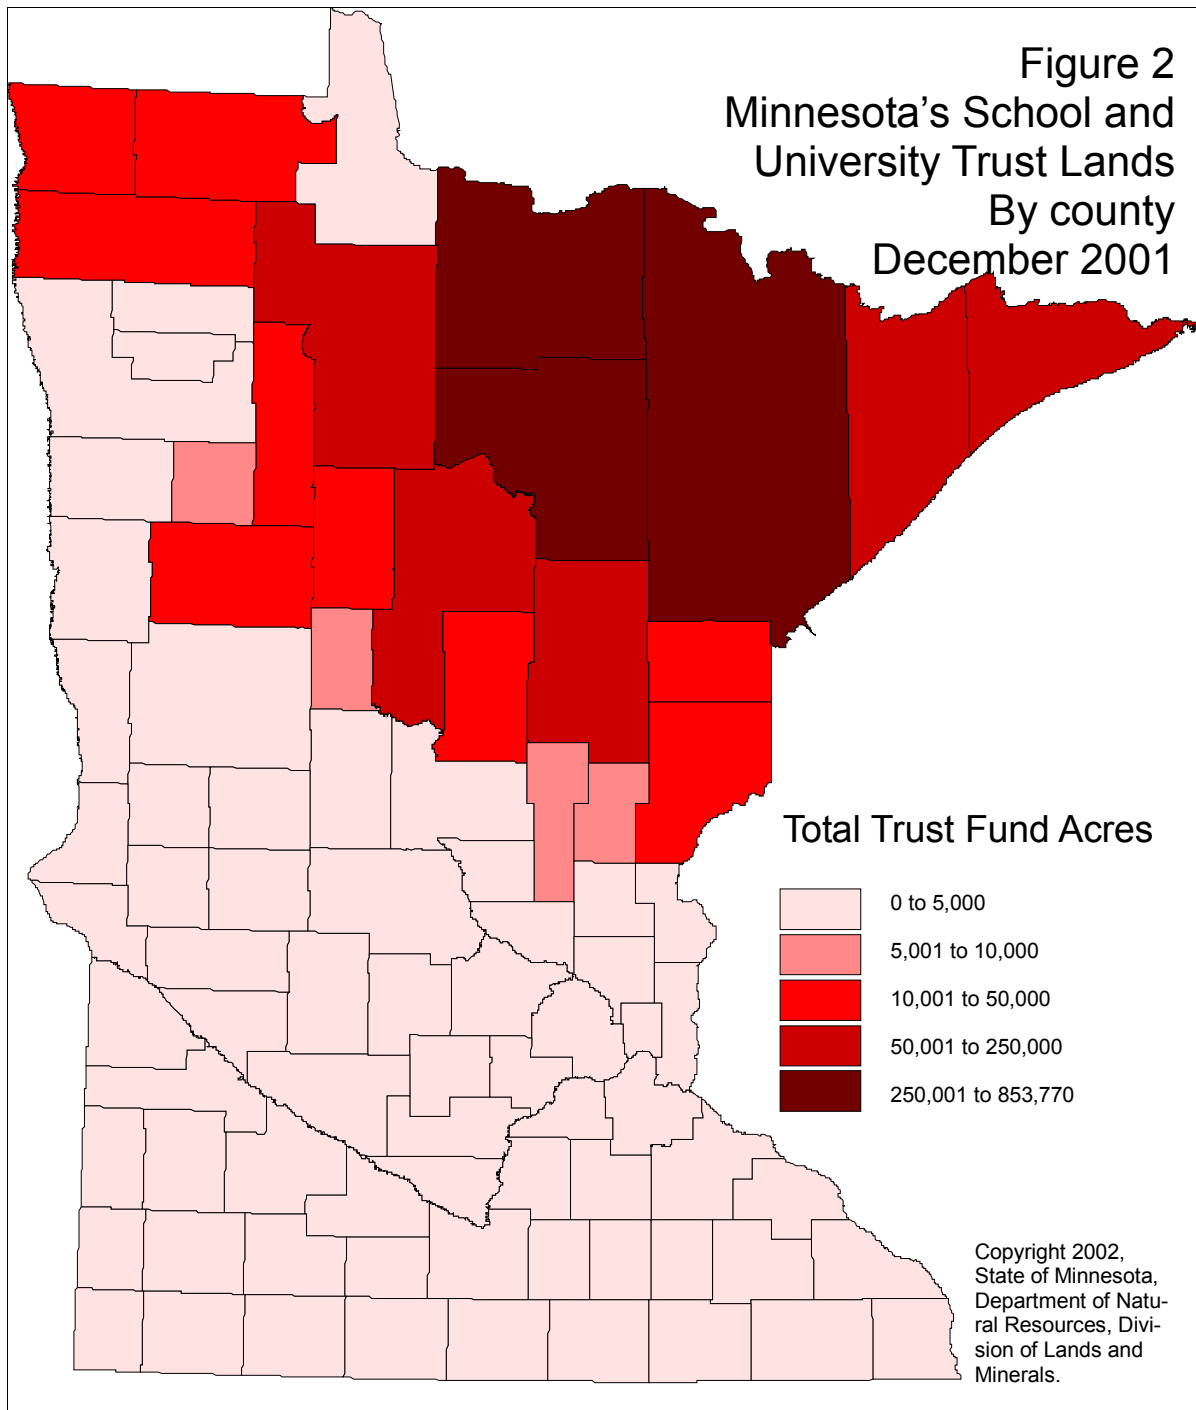 Figure 2
Minnesota’s School and
University Trust Lands
By county
December 2001
Total Trust Fund Acres
0 to 5,000
5,001 to 10,000
10,001 to 50,000
50,001 to 250,000
250,001 to 853,770
Copyright 2002,
State of Minnesota,
Department of Natu-
ral Resources, Divi-
sion of Lands and
Minerals.